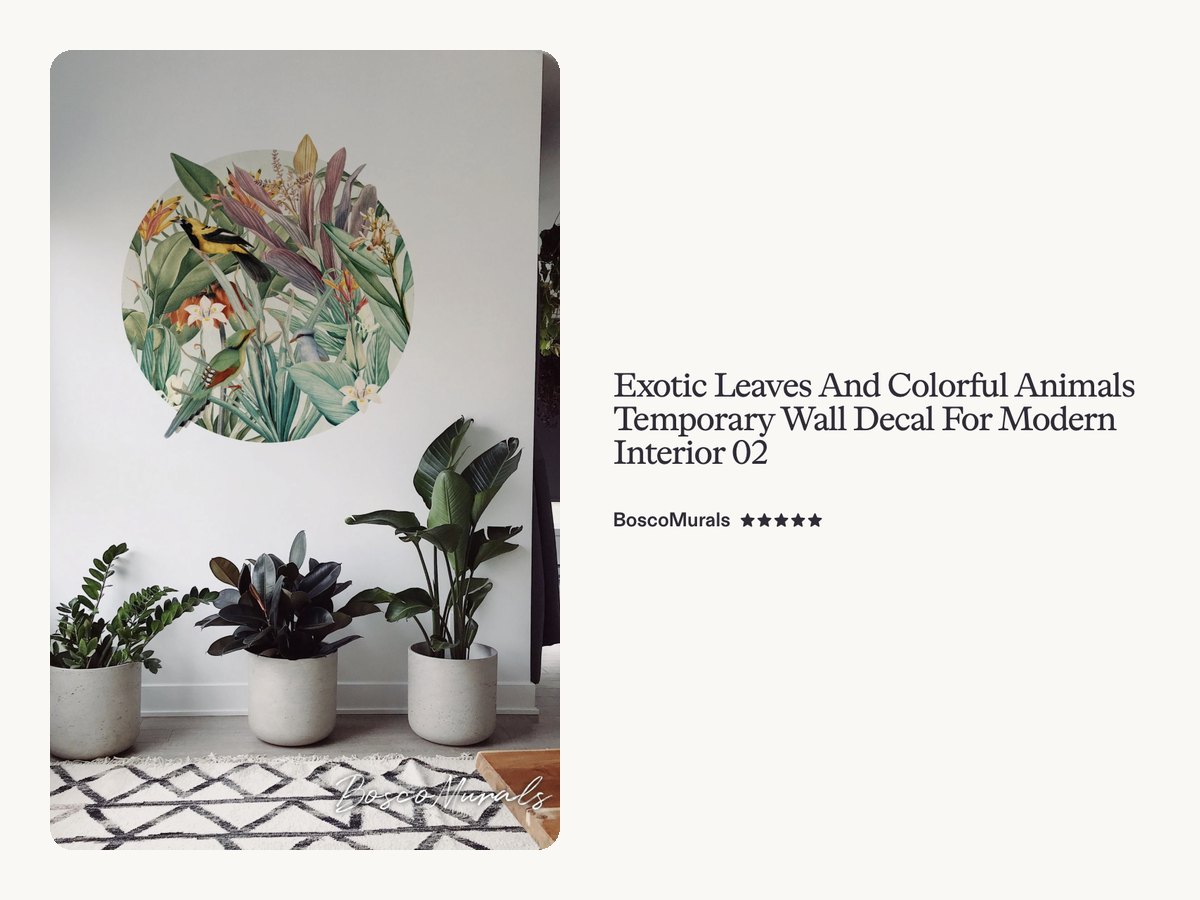 Exotic Leaves And Colorful Animals
Temporary Wall Decal For Modern
Interior 02
BoscoMurals ★★★★★
BoscoMurals